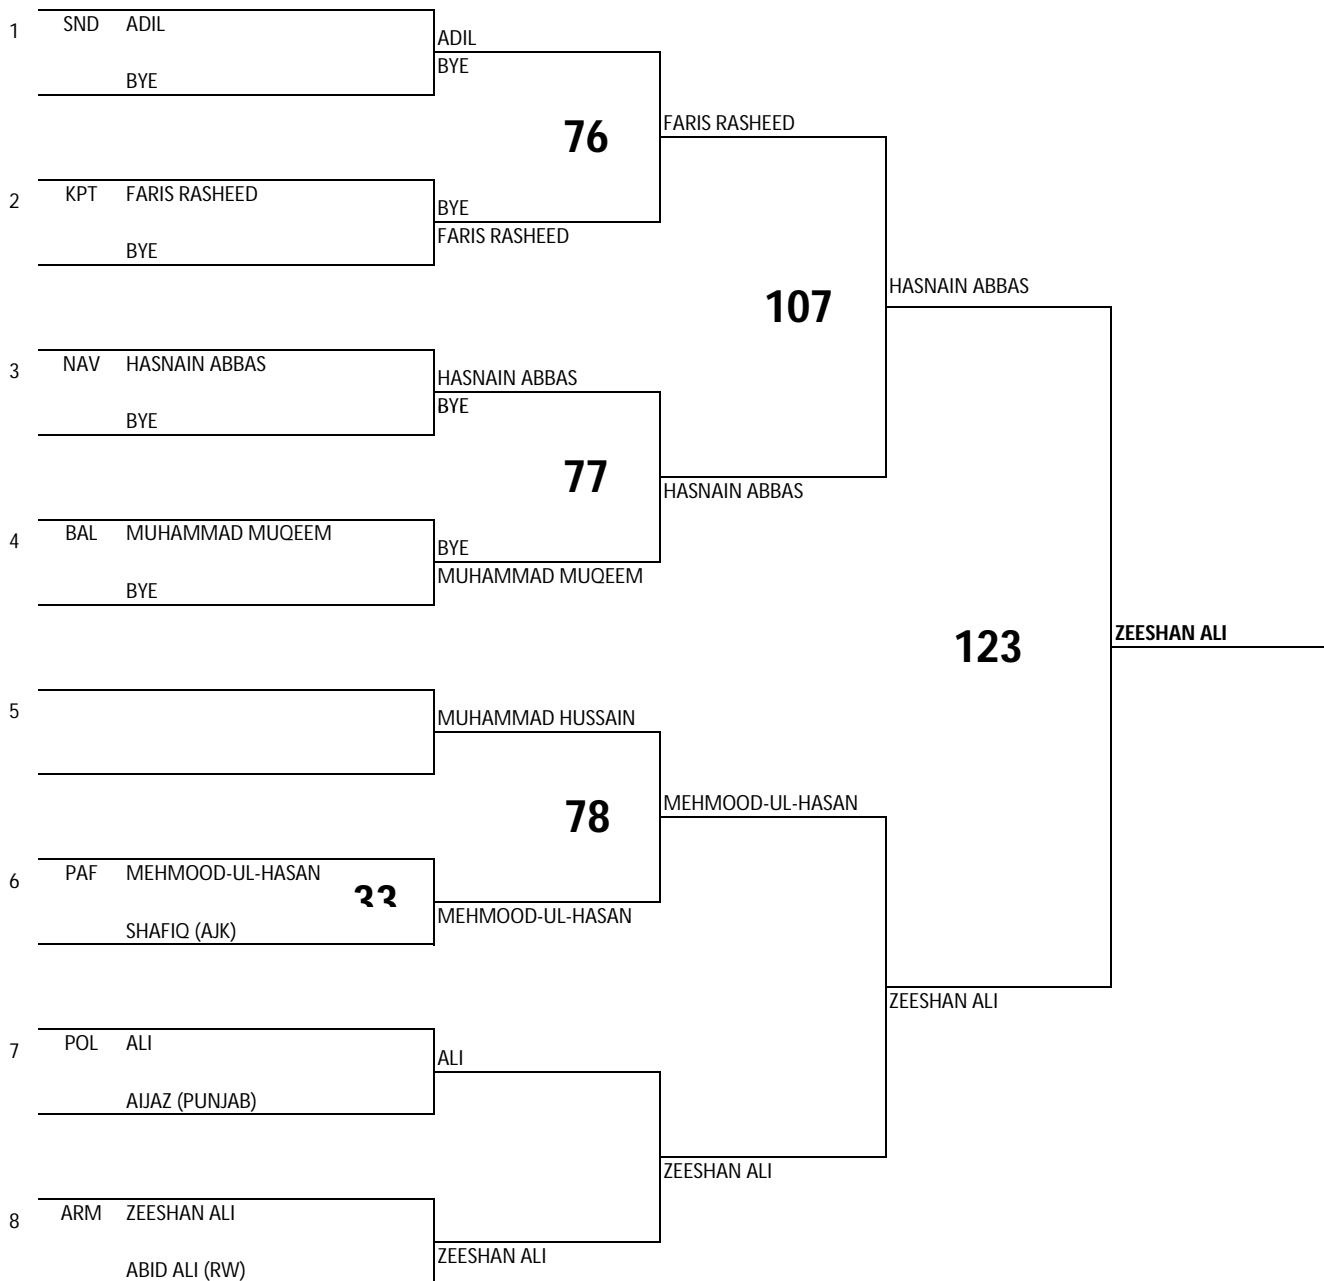 1 SND ADIL
ADIL
BYE
BYE
76
FARIS RASHEED
2 KPT FARIS RASHEED
BYE
FARIS RASHEED
BYE
107
HASNAIN ABBAS
3 NAV HASNAIN ABBAS
HASNAIN ABBAS
BYE
BYE
77
HASNAIN ABBAS
4 BAL MUHAMMAD MUQEEM
BYE
MUHAMMAD MUQEEM
BYE
123
ZEESHAN ALI
5
MUHAMMAD HUSSAIN
78
MEHMOOD-UL-HASAN
6 PAF MEHMOOD-UL-HASAN
33
MEHMOOD-UL-HASAN
SHAFIQ (AJK)
ZEESHAN ALI
7 POL ALI
ALI
AIJAZ (PUNJAB)
ZEESHAN ALI
8 ARM ZEESHAN ALI
ZEESHAN ALI
ABID ALI (RW)